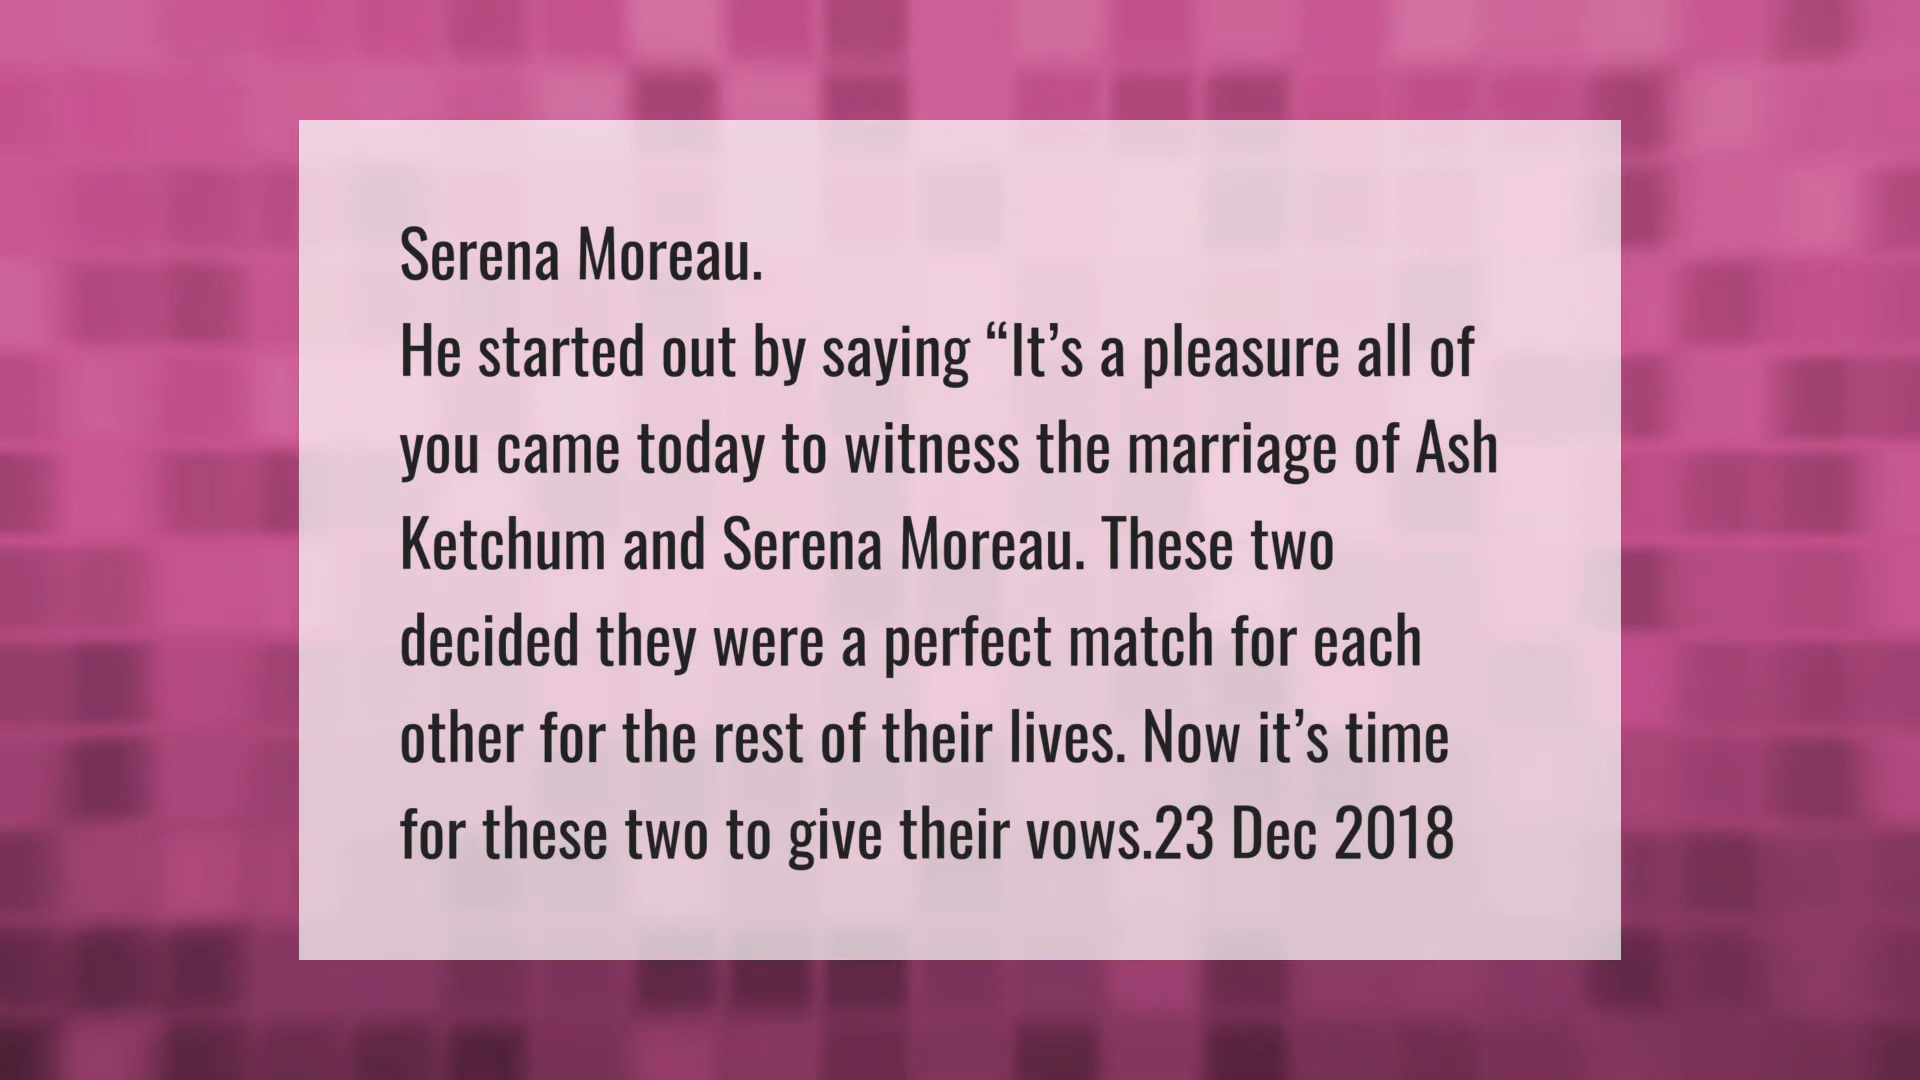 Serena Moreau.
He started out by saying “It’s a pleasure all of
you came today to witness the marriage of Ash
Ketchum and Serena Moreau. These two
decided they were a perfect match for each
other for the rest of their lives. Now it’s time
for these two to give their vows.23 Dec 2018